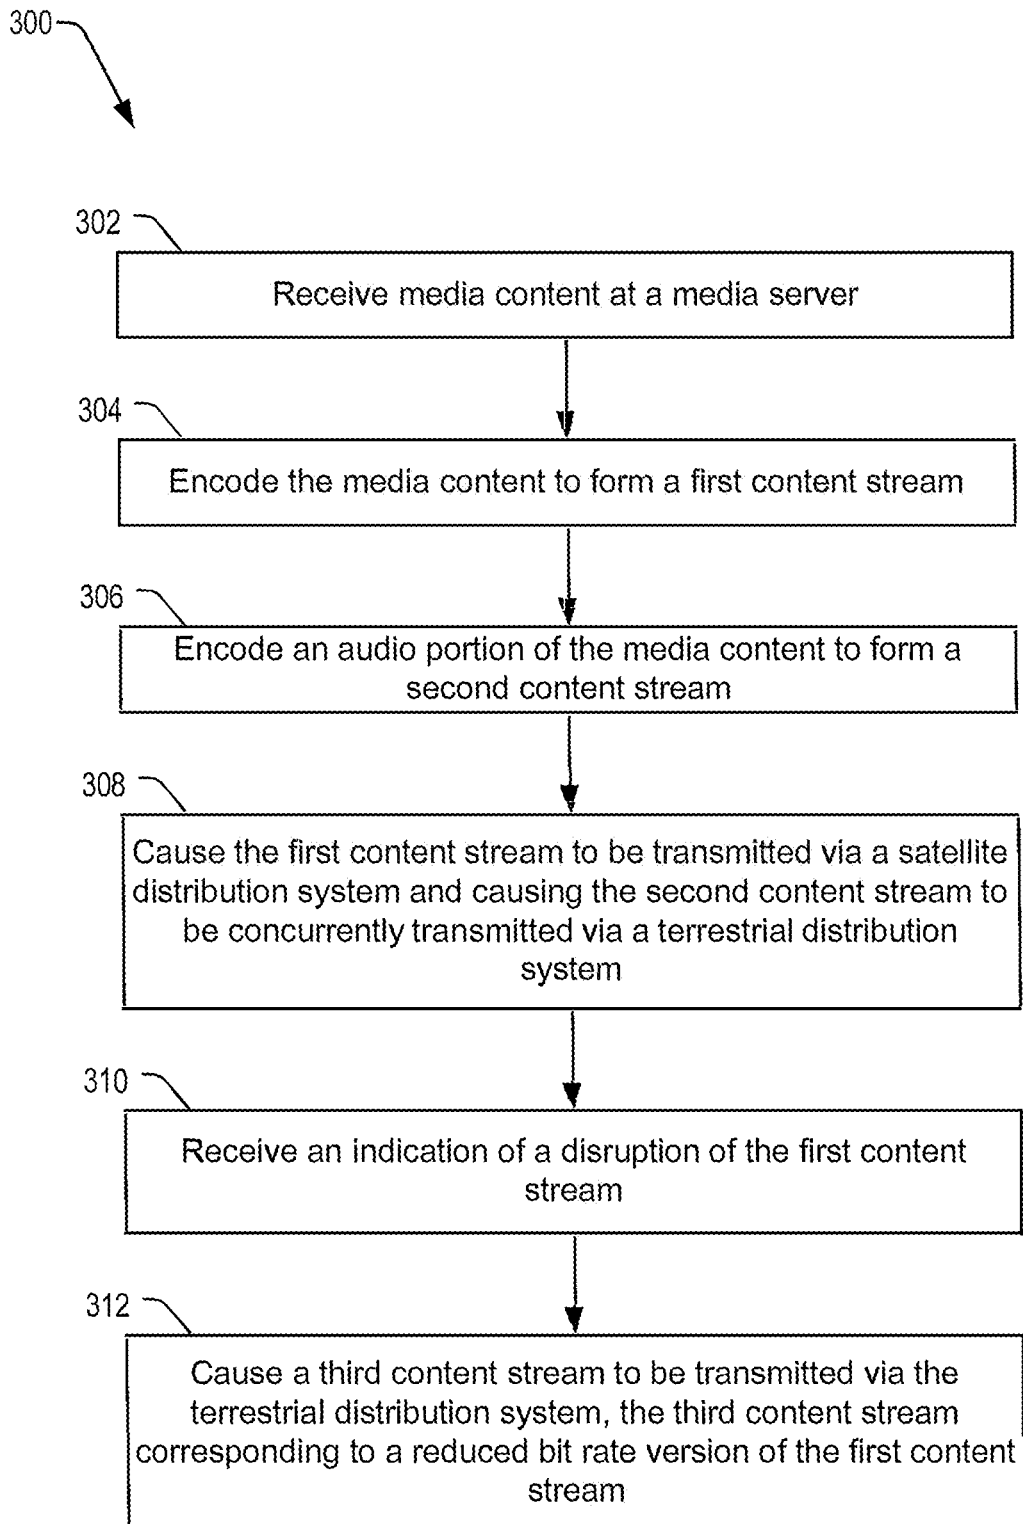 300
302
Receive media content at a media server
304
Encode the media content to form a first content stream
306
Encode an audio portion of the media content to form a
second content stream
308
Cause the first content stream to be transmitted via a satellite
distribution system and causing the second content stream to
be concurrently transmitted via a terrestrial distribution
system
310
Receive an indication of a disruption of the first content
stream
312
Cause a third content stream to be transmitted via the
terrestrial distribution system, the third content stream
corresponding to a reduced bit rate version of the first content
stream